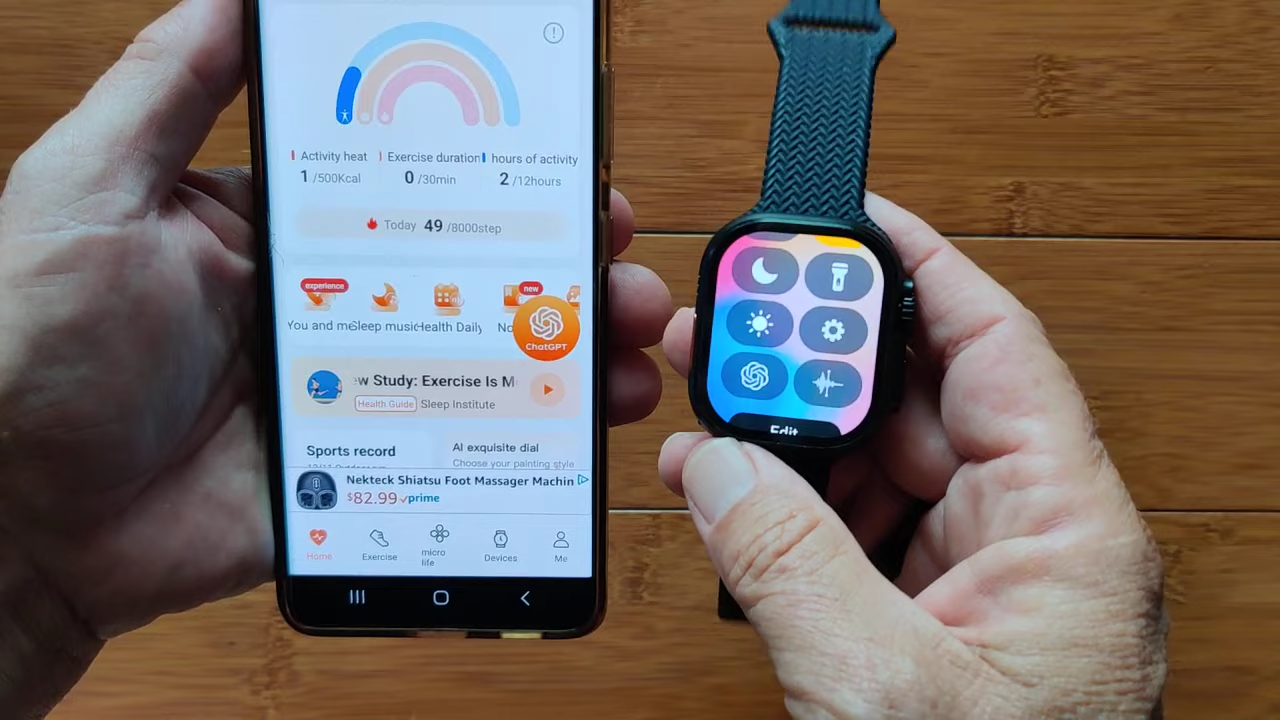 Activity heat
Exercise duration
hours of activity
1 /500Kcal
0 /30min
2 /12hours
Today 49 /8000step
experience
new
You and me
Sleep music
Health Daily
No
ChatGPT
w Study: Exercise Is M
Health Guide
Sleep Institute
Sports record
AI exquisite dial
Choose your painting style
Nekteck Shiatsu Foot Massager Machin
$82.99 prime
Home
Exercise
micro
life
Devices
Me
Edit